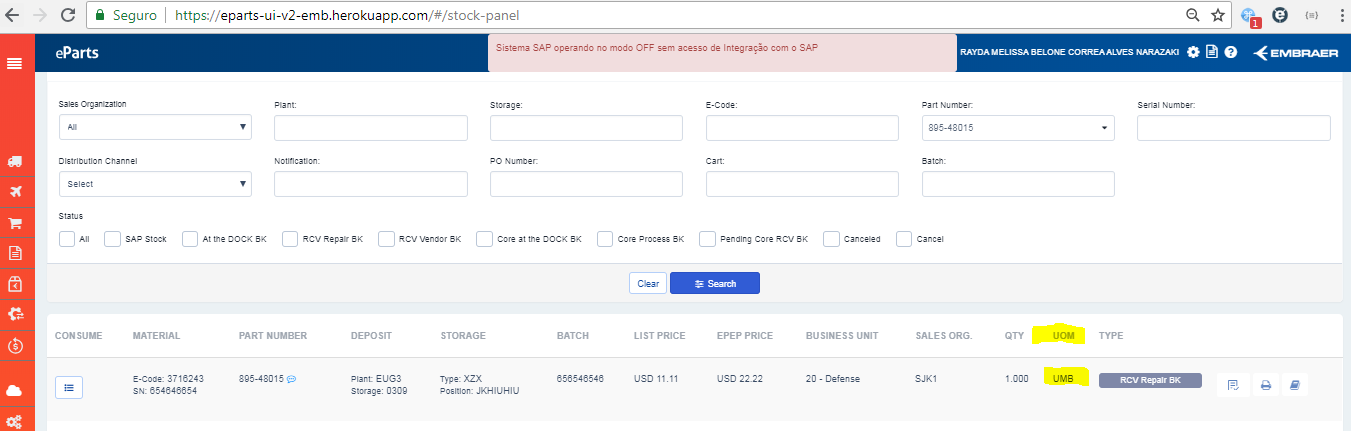 Seguro https://eparts-ui-v2-emb.herokuapp.com/#/stock-panel
1
eParts
Sistema SAP operando no modo OFF sem acesso de Integração com o SAP
RAYDA MELISSA BELONE CORREA ALVES NARAZAKI
EMBRAER
Sales Organization Plant: Storage: E-Code: Part Number: Serial Number:
All 895-48015
Distribution Channel Notification: PO Number: Cart: Batch:
Select
Status
All SAP Stock At the DOCK BK RCV Repair BK RCV Vendor BK Core at the DOCK BK Core Process BK Pending Core RCV BK Canceled Cancel
Clear Search
CONSUME MATERIAL PART NUMBER DEPOSIT STORAGE BATCH LIST PRICE EPEP PRICE BUSINESS UNIT SALES ORG. QTY UOM TYPE
E-Code: 3716243 895-48015 Plant: EUG3 Type: XZX 656546546 USD 11.11 USD 22.22 20 - Defense SJK1 1.000 UMB RCV Repair BK
SN: 654646654 Storage: 0309 Position: JKHIUHIU